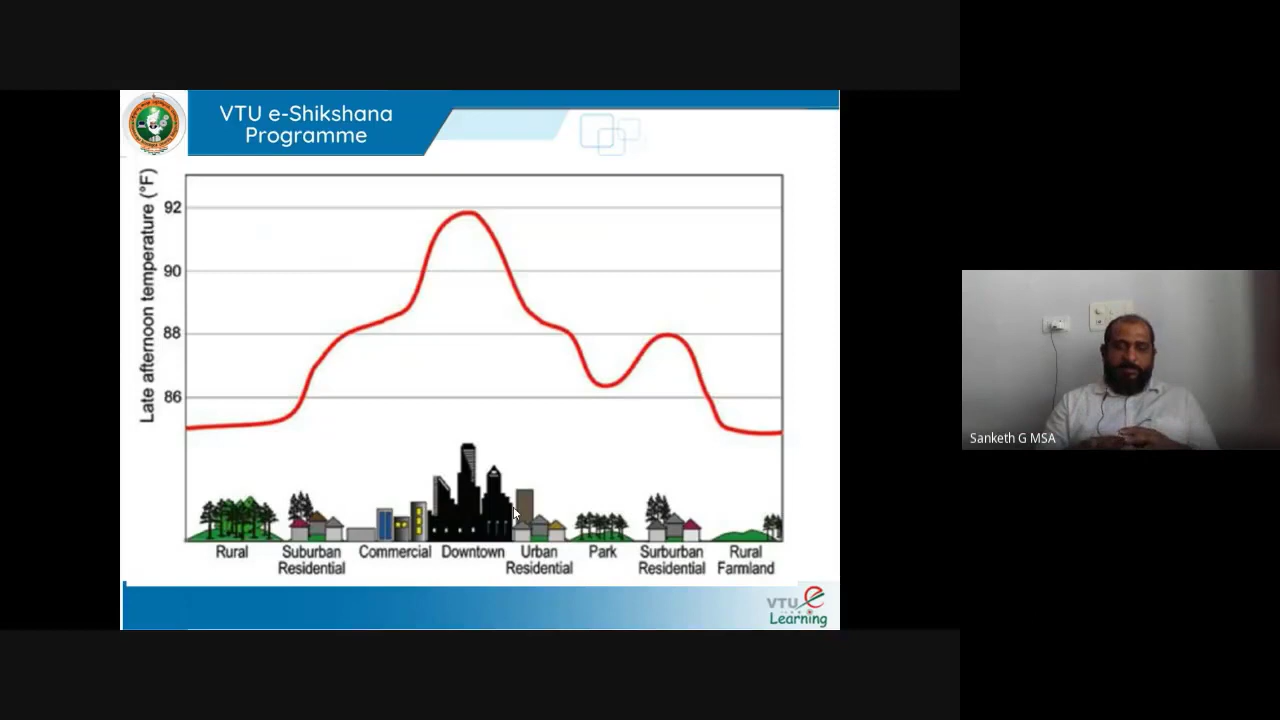 VTU e-Shikshana
Programme
Late afternoon temperature (°F)
92
90
88
86
Rural
Suburban
Residential
Commercial
Downtown
Urban
Residential
Park
Surburban
Residential
Rural
Farmland
VTU e
Learning
Sanketh G MSA